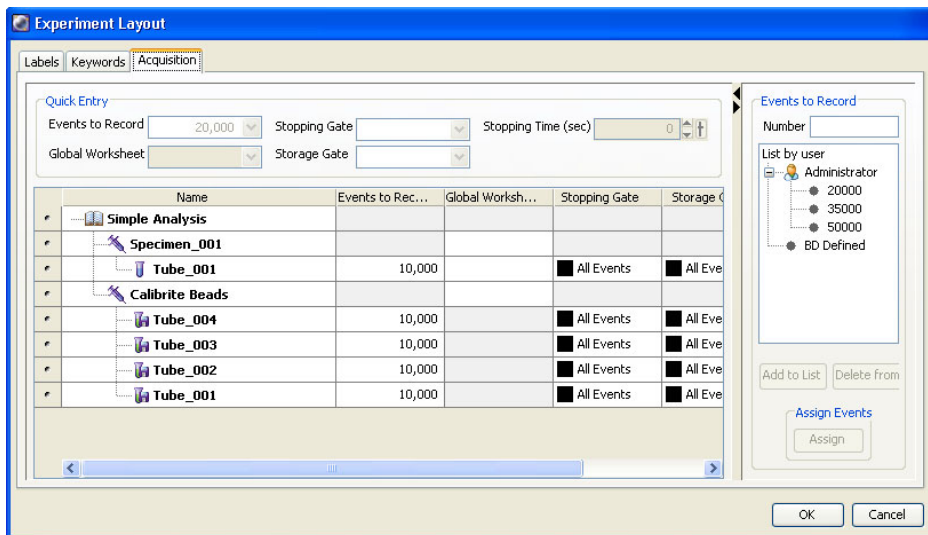 Experiment Layout
Labels Keywords Acquisition
Quick Entry
Events to Record 20,000 Stopping Gate Stopping Time (sec) 0
Global Worksheet Storage Gate
Name Events to Rec... Global Worksh... Stopping Gate Storage G
Simple Analysis
Specimen_001
Tube_001 10,000 All Events All Eve
Calibrite Beads
Tube_004 10,000 All Events All Eve
Tube_003 10,000 All Events All Eve
Tube_002 10,000 All Events All Eve
Tube_001 10,000 All Events All Eve
Events to Record
Number
List by user
Administrator
20000
35000
50000
BD Defined
Add to List Delete from
Assign Events
Assign
OK Cancel